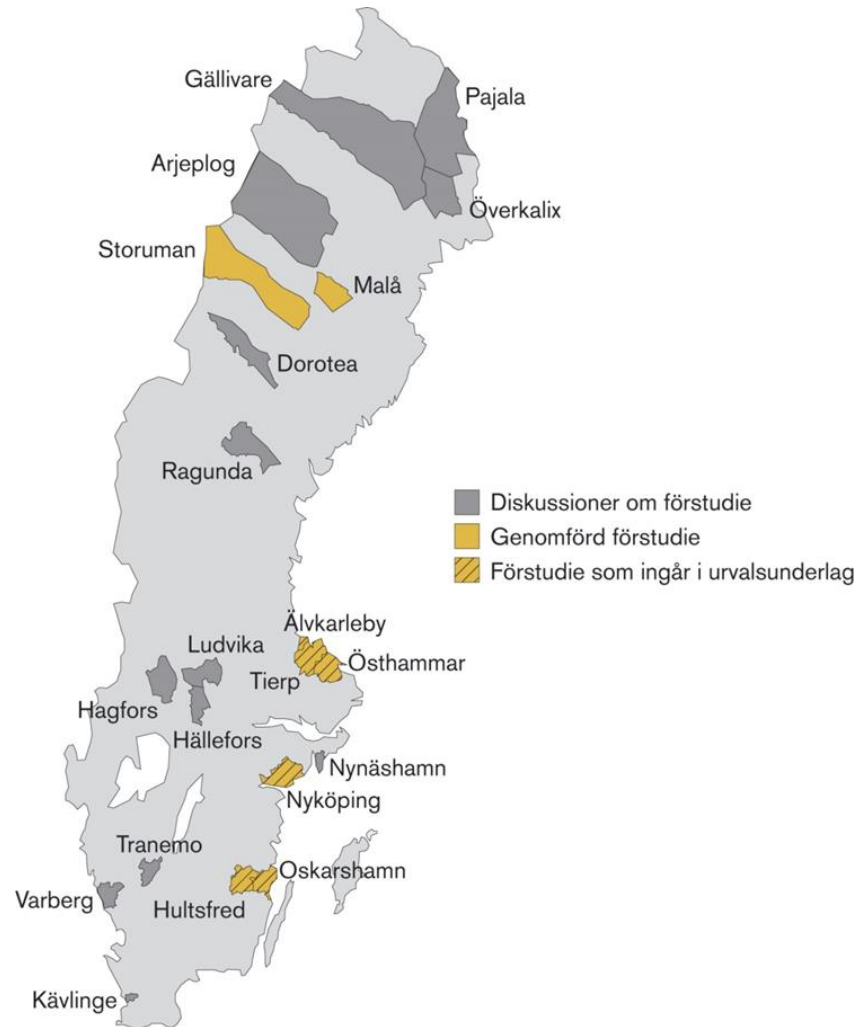 Gällivare
Pajala
Arjeplog
Överkalix
Storuman
Malå
Dorotea
Ragunda
Diskussioner om förstudie
Genomförd förstudie
Förstudie som ingår i urvalsunderlag
Älvkarleby
Ludvika
Östhammar
Tierp
Hagfors
Hällefors
Nynäshamn
Nyköping
Tranemo
Oskarshamn
Varberg
Hultsfred
Kävlinge